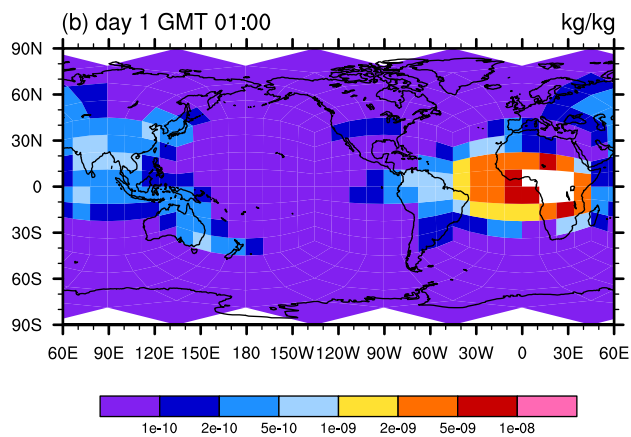 (b) day 1 GMT 01:00 kg/kg
90N
60N
30N
0
30S
60S
90S
60E 90E 120E 150E 180 150W 120W 90W 60W 30W 0 30E 60E
1e-10 2e-10 5e-10 1e-09 2e-09 5e-09 1e-08